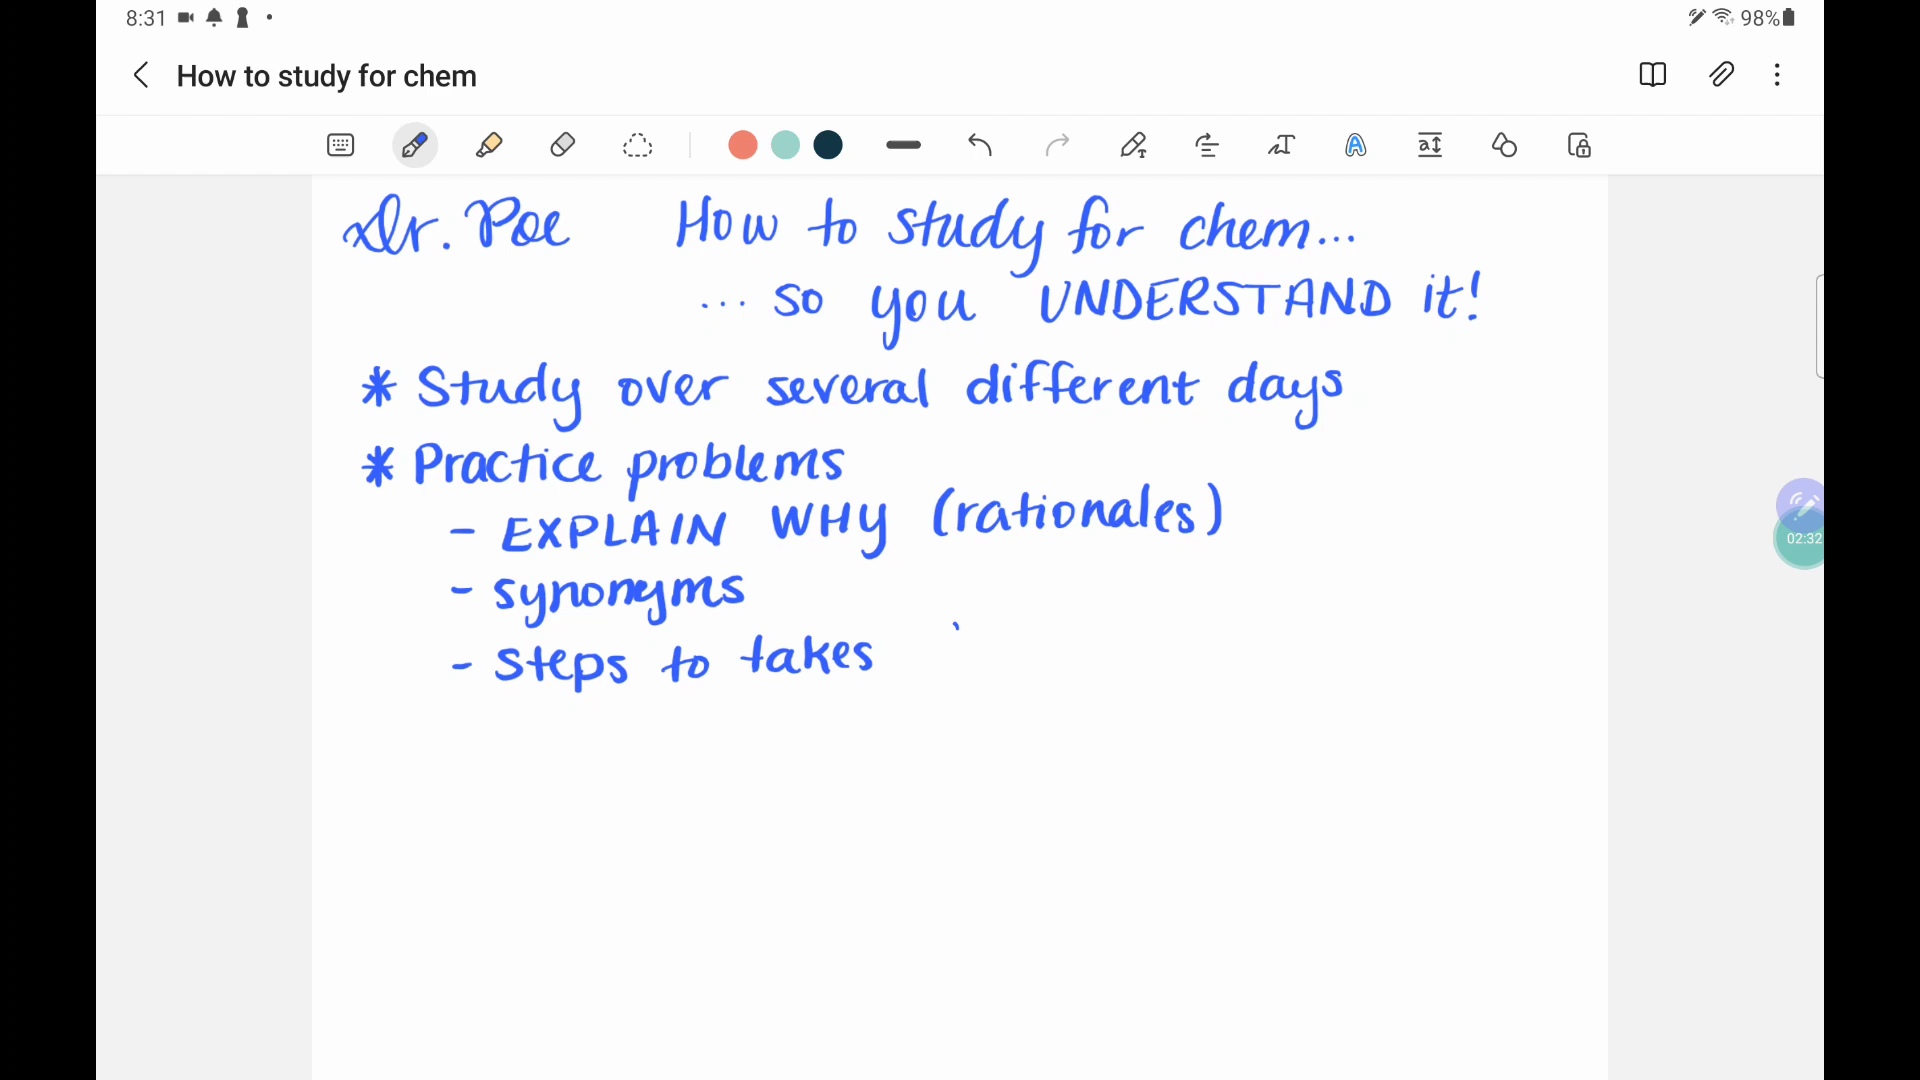 8:31 98%
How to study for chem
Dr. Poe How to study for chem...
... so you UNDERSTAND it!
* Study over several different days
* Practice problems
- EXPLAIN WHY (rationales)
- synonyms
- steps to takes
02:32